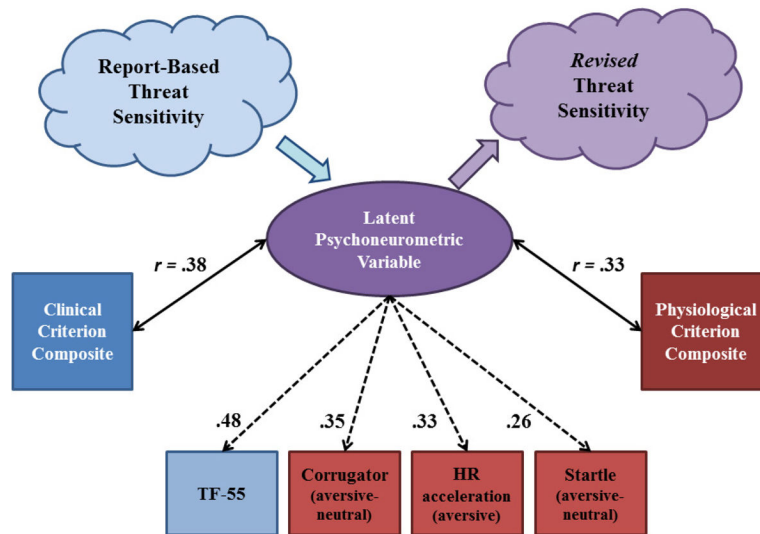 Report-Based
Threat
Sensitivity
Revised
Threat
Sensitivity
Latent
Psychoneurometric
Variable
r = .38
r = .33
Clinical
Criterion
Composite
Physiological
Criterion
Composite
.48
.35
.33
.26
TF-55
Corrugator
(aversive-
neutral)
HR
acceleration
(aversive)
Startle
(aversive-
neutral)